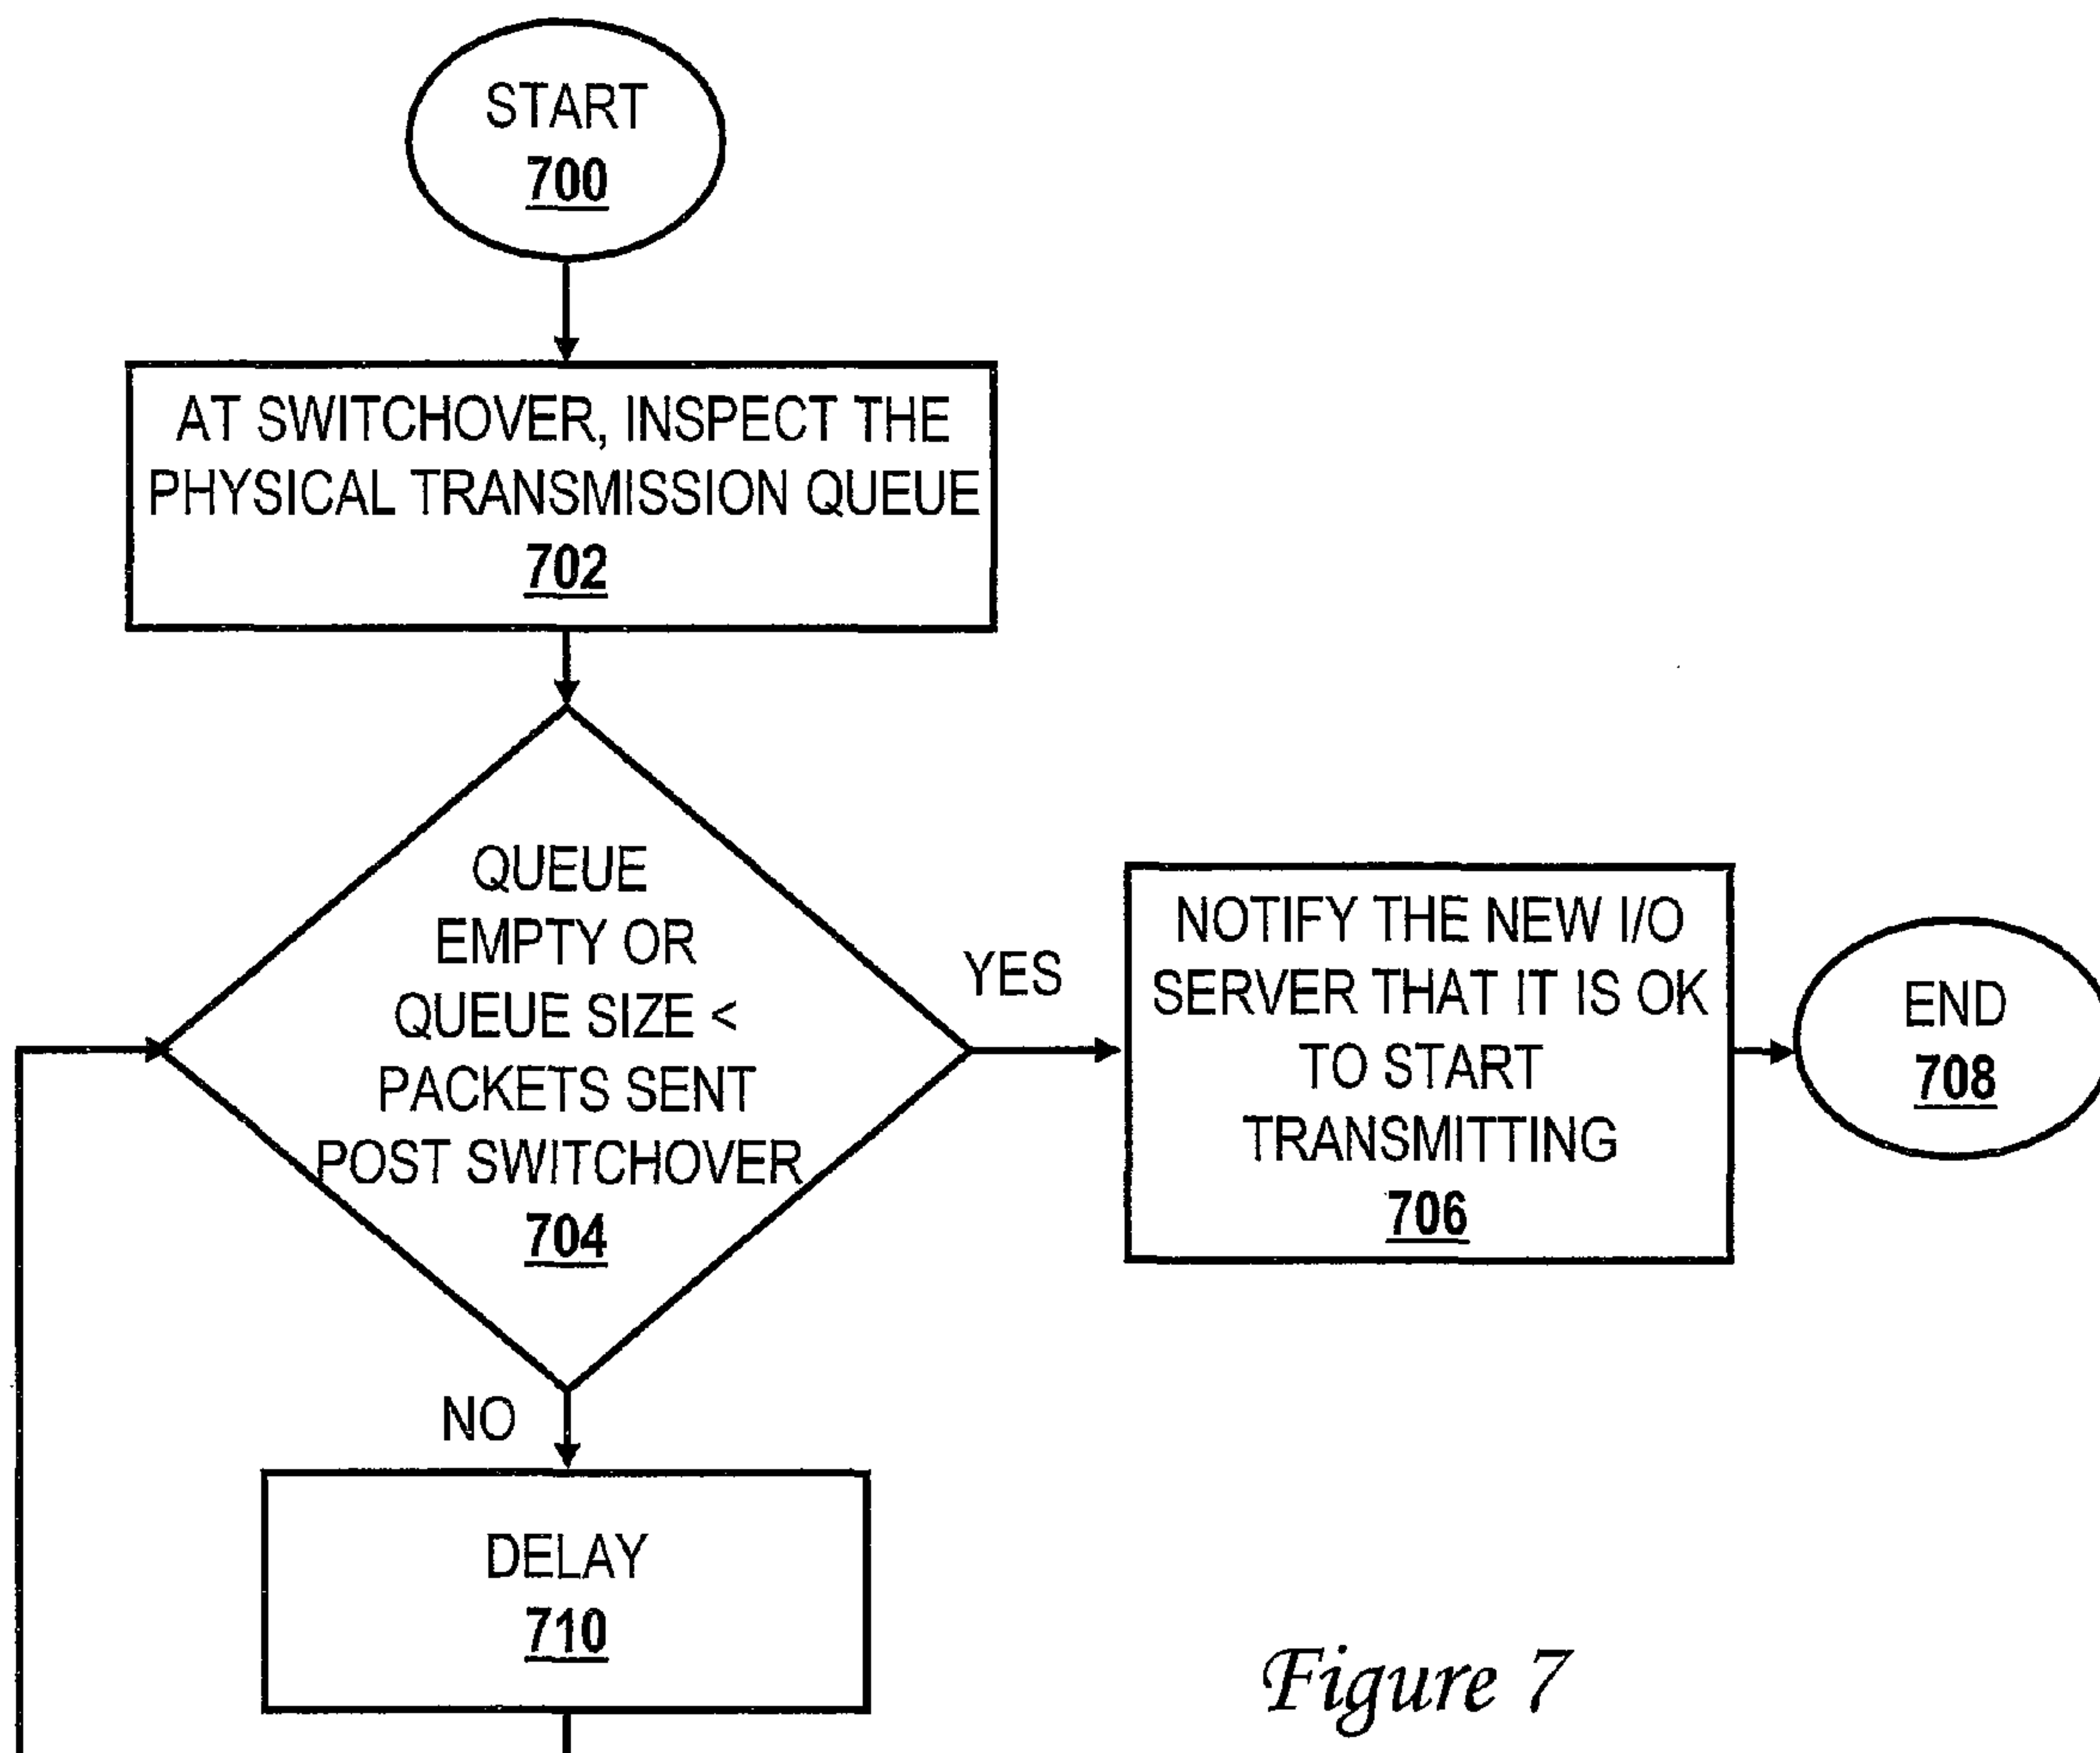 START
700
AT SWITCHOVER, INSPECT THE
PHYSICAL TRANSMISSION QUEUE
702
QUEUE
EMPTY OR
QUEUE SIZE <
PACKETS SENT
POST SWITCHOVER
704
YES
NOTIFY THE NEW I/O
SERVER THAT IT IS OK
TO START
TRANSMITTING
706
END
708
NO
DELAY
710
Figure 7